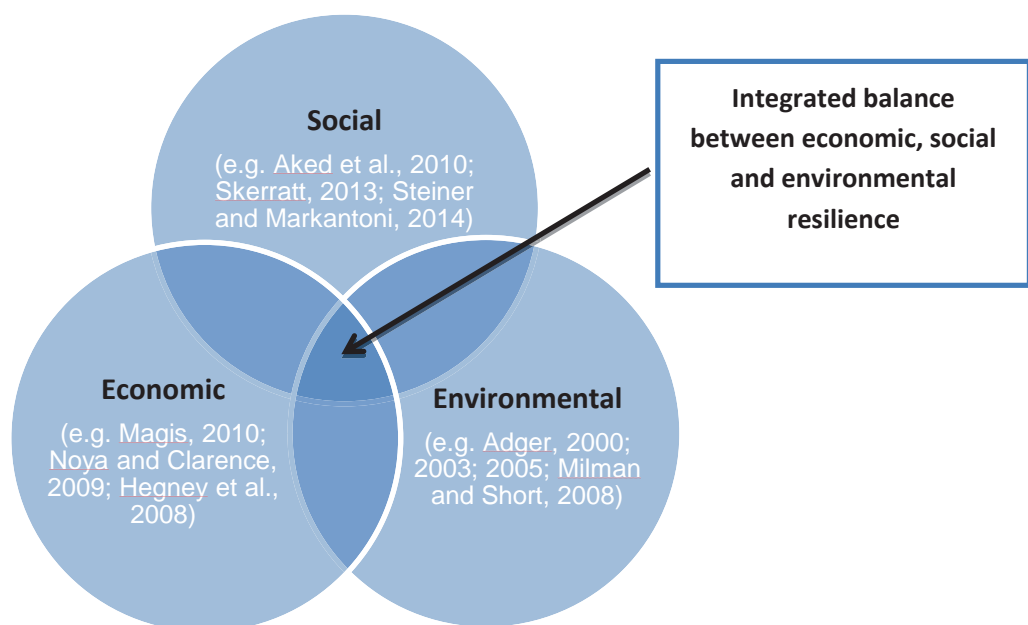 Social
(e.g. Aked et al., 2010;
Skerratt, 2013; Steiner
and Markantoni, 2014)
Integrated balance
between economic, social
and environmental
resilience
Economic
(e.g. Magis, 2010;
Noya and Clarence,
2009; Hegney et al.,
2008)
Environmental
(e.g. Adger, 2000;
2003; 2005; Milman
and Short, 2008)